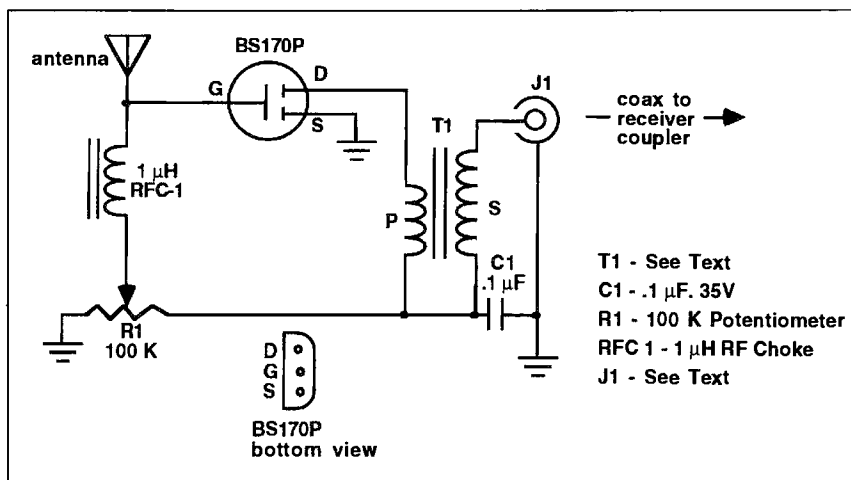 BS170P
antenna
G
D
S
J1
coax to
receiver
coupler
T1
1 µH
RFC-1
P
S
C1
.1 µF
R1
100 K
T1 - See Text
C1 - .1 µF. 35V
R1 - 100 K Potentiometer
RFC 1 - 1 µH RF Choke
J1 - See Text
D
G
S
BS170P
bottom view